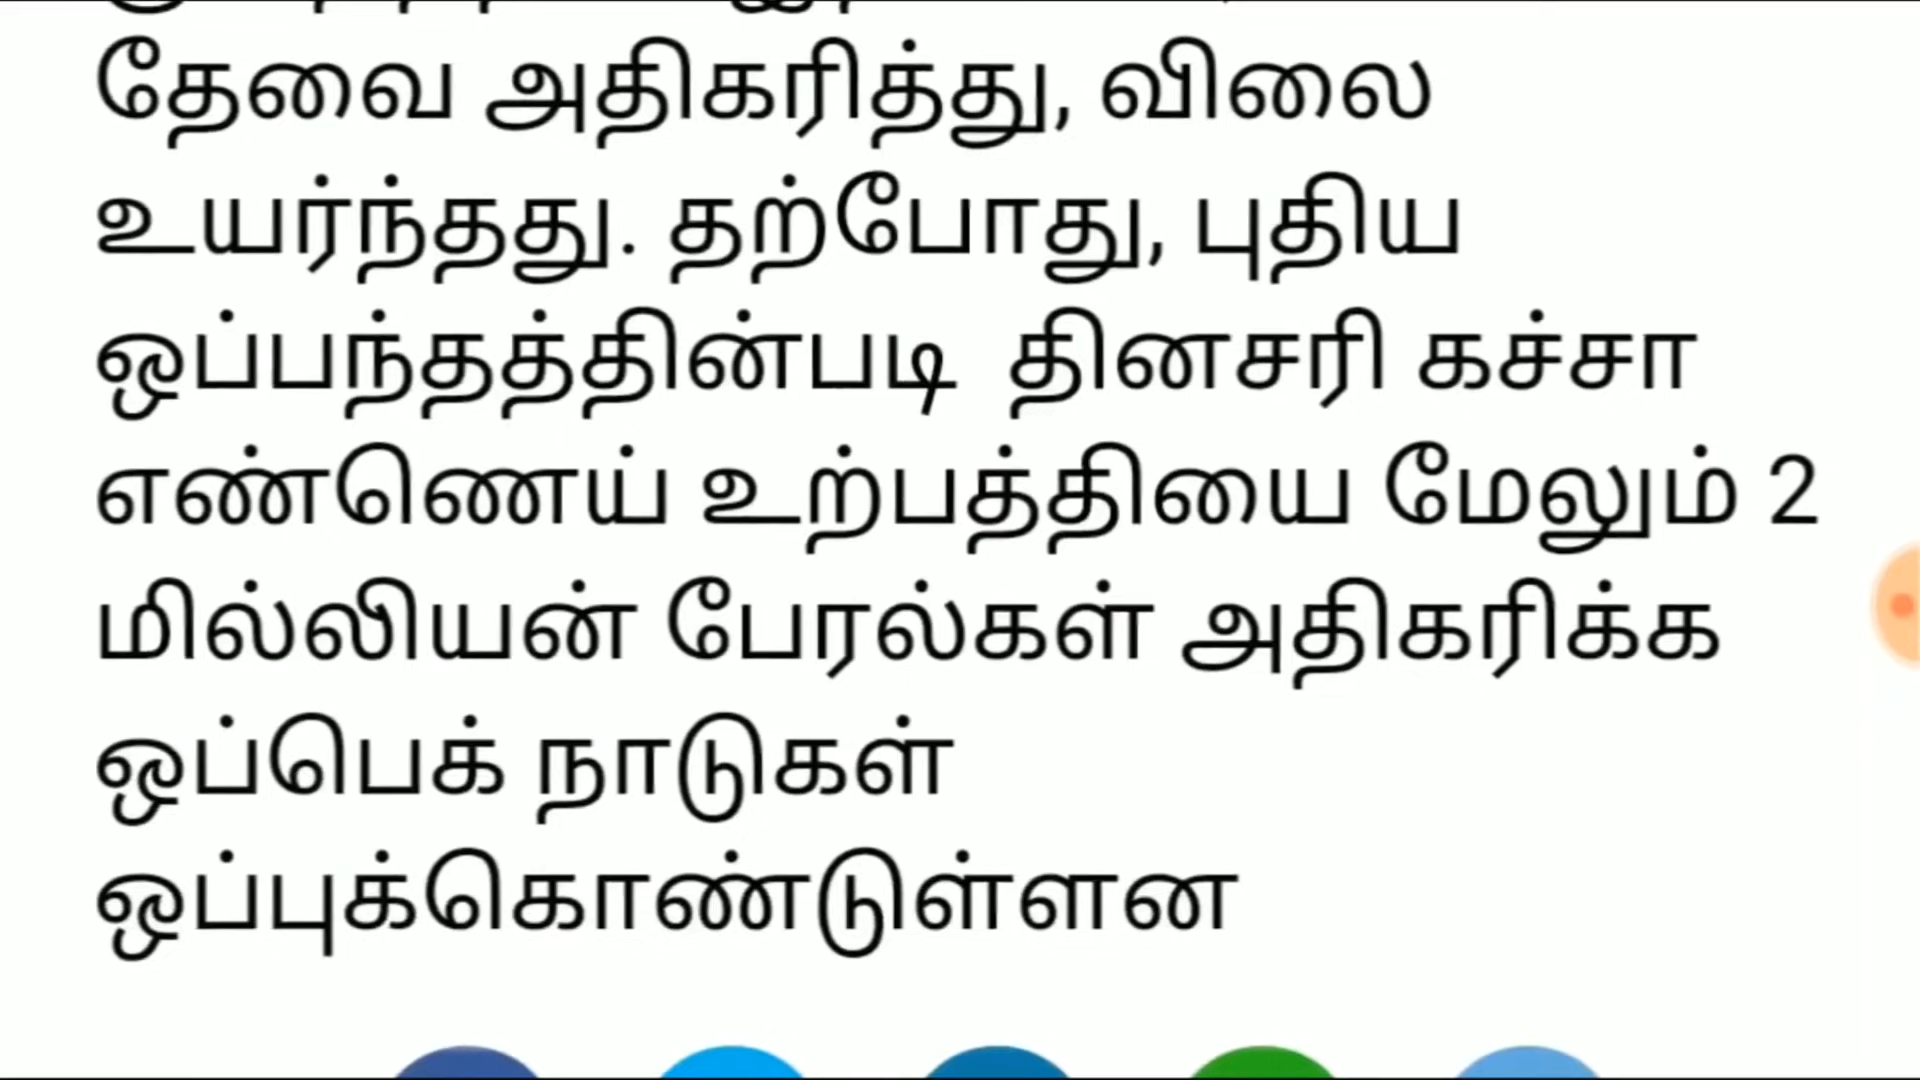 தேவை அதிகரித்து, விலை
உயர்ந்தது. தற்போது, புதிய
ஒப்பந்தத்தின்படி தினசரி கச்சா
எண்ணெய் உற்பத்தியை மேலும் 2
மில்லியன் பேரல்கள் அதிகரிக்க
ஒப்பெக் நாடுகள்
ஒப்புக்கொண்டுள்ளன